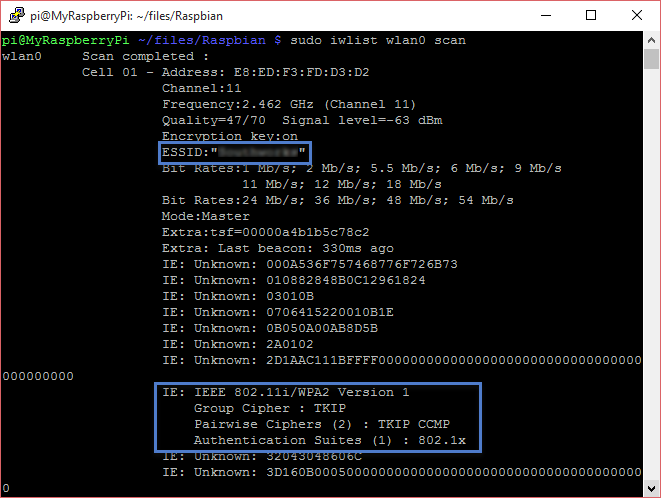 pi@MyRaspberryPi: ~/files/Raspbian
pi@MyRaspberryPi ~/files/Raspbian $ sudo iwlist wlan0 scan
wlan0     Scan completed :
Cell 01 - Address: E8:ED:F3:FD:D3:D2
Channel:11
Frequency:2.462 GHz (Channel 11)
Quality=47/70  Signal level=-63 dBm
Encryption key:on
ESSID:"          "
Bit Rates:1 Mb/s; 2 Mb/s; 5.5 Mb/s; 6 Mb/s; 9 Mb/s
11 Mb/s; 12 Mb/s; 18 Mb/s
Bit Rates:24 Mb/s; 36 Mb/s; 48 Mb/s; 54 Mb/s
Mode:Master
Extra:tsf=00000a4b1b5c78c2
Extra: Last beacon: 330ms ago
IE: Unknown: 000A536F757468776F726B73
IE: Unknown: 010882848B0C12961824
IE: Unknown: 03010B
IE: Unknown: 0706415220010B1E
IE: Unknown: 0B050A00AB8D5B
IE: Unknown: 2A0102
IE: Unknown: 2D1AAC111BFFFF000000000000000000000000000000000
000000000
IE: IEEE 802.11i/WPA2 Version 1
Group Cipher : TKIP
Pairwise Ciphers (2) : TKIP CCMP
Authentication Suites (1) : 802.1x
IE: Unknown: 32043048606C
IE: Unknown: 3D160B0005000000000000000000000000000000000000
0